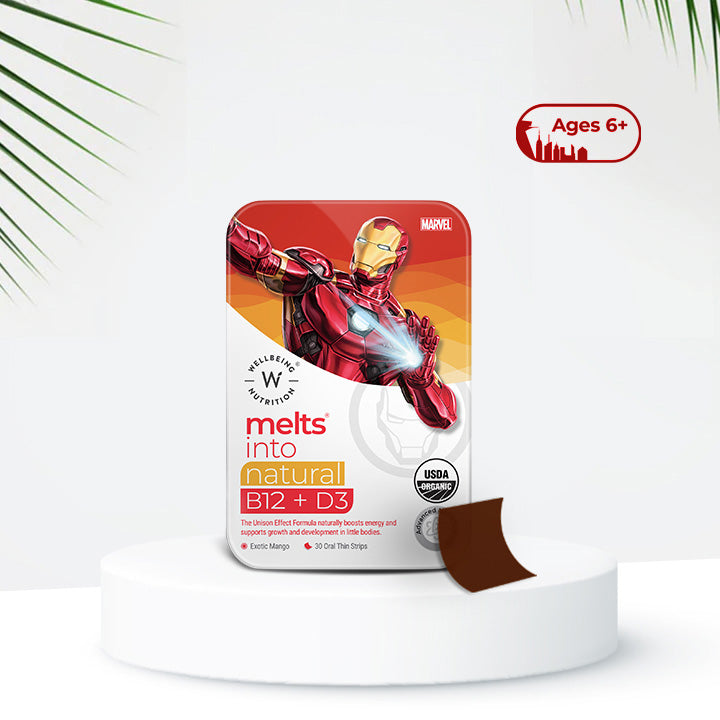 Ages 6+
MARVEL
WELLBEING
W
NUTRITION
melts®
into
natural
B12 + D3
The Unison Effect Formula naturally boosts energy and
supports growth and development in little bodies.
Exotic Mango
30 Oral Thin Strips
USDA
ORGANIC
Advanced